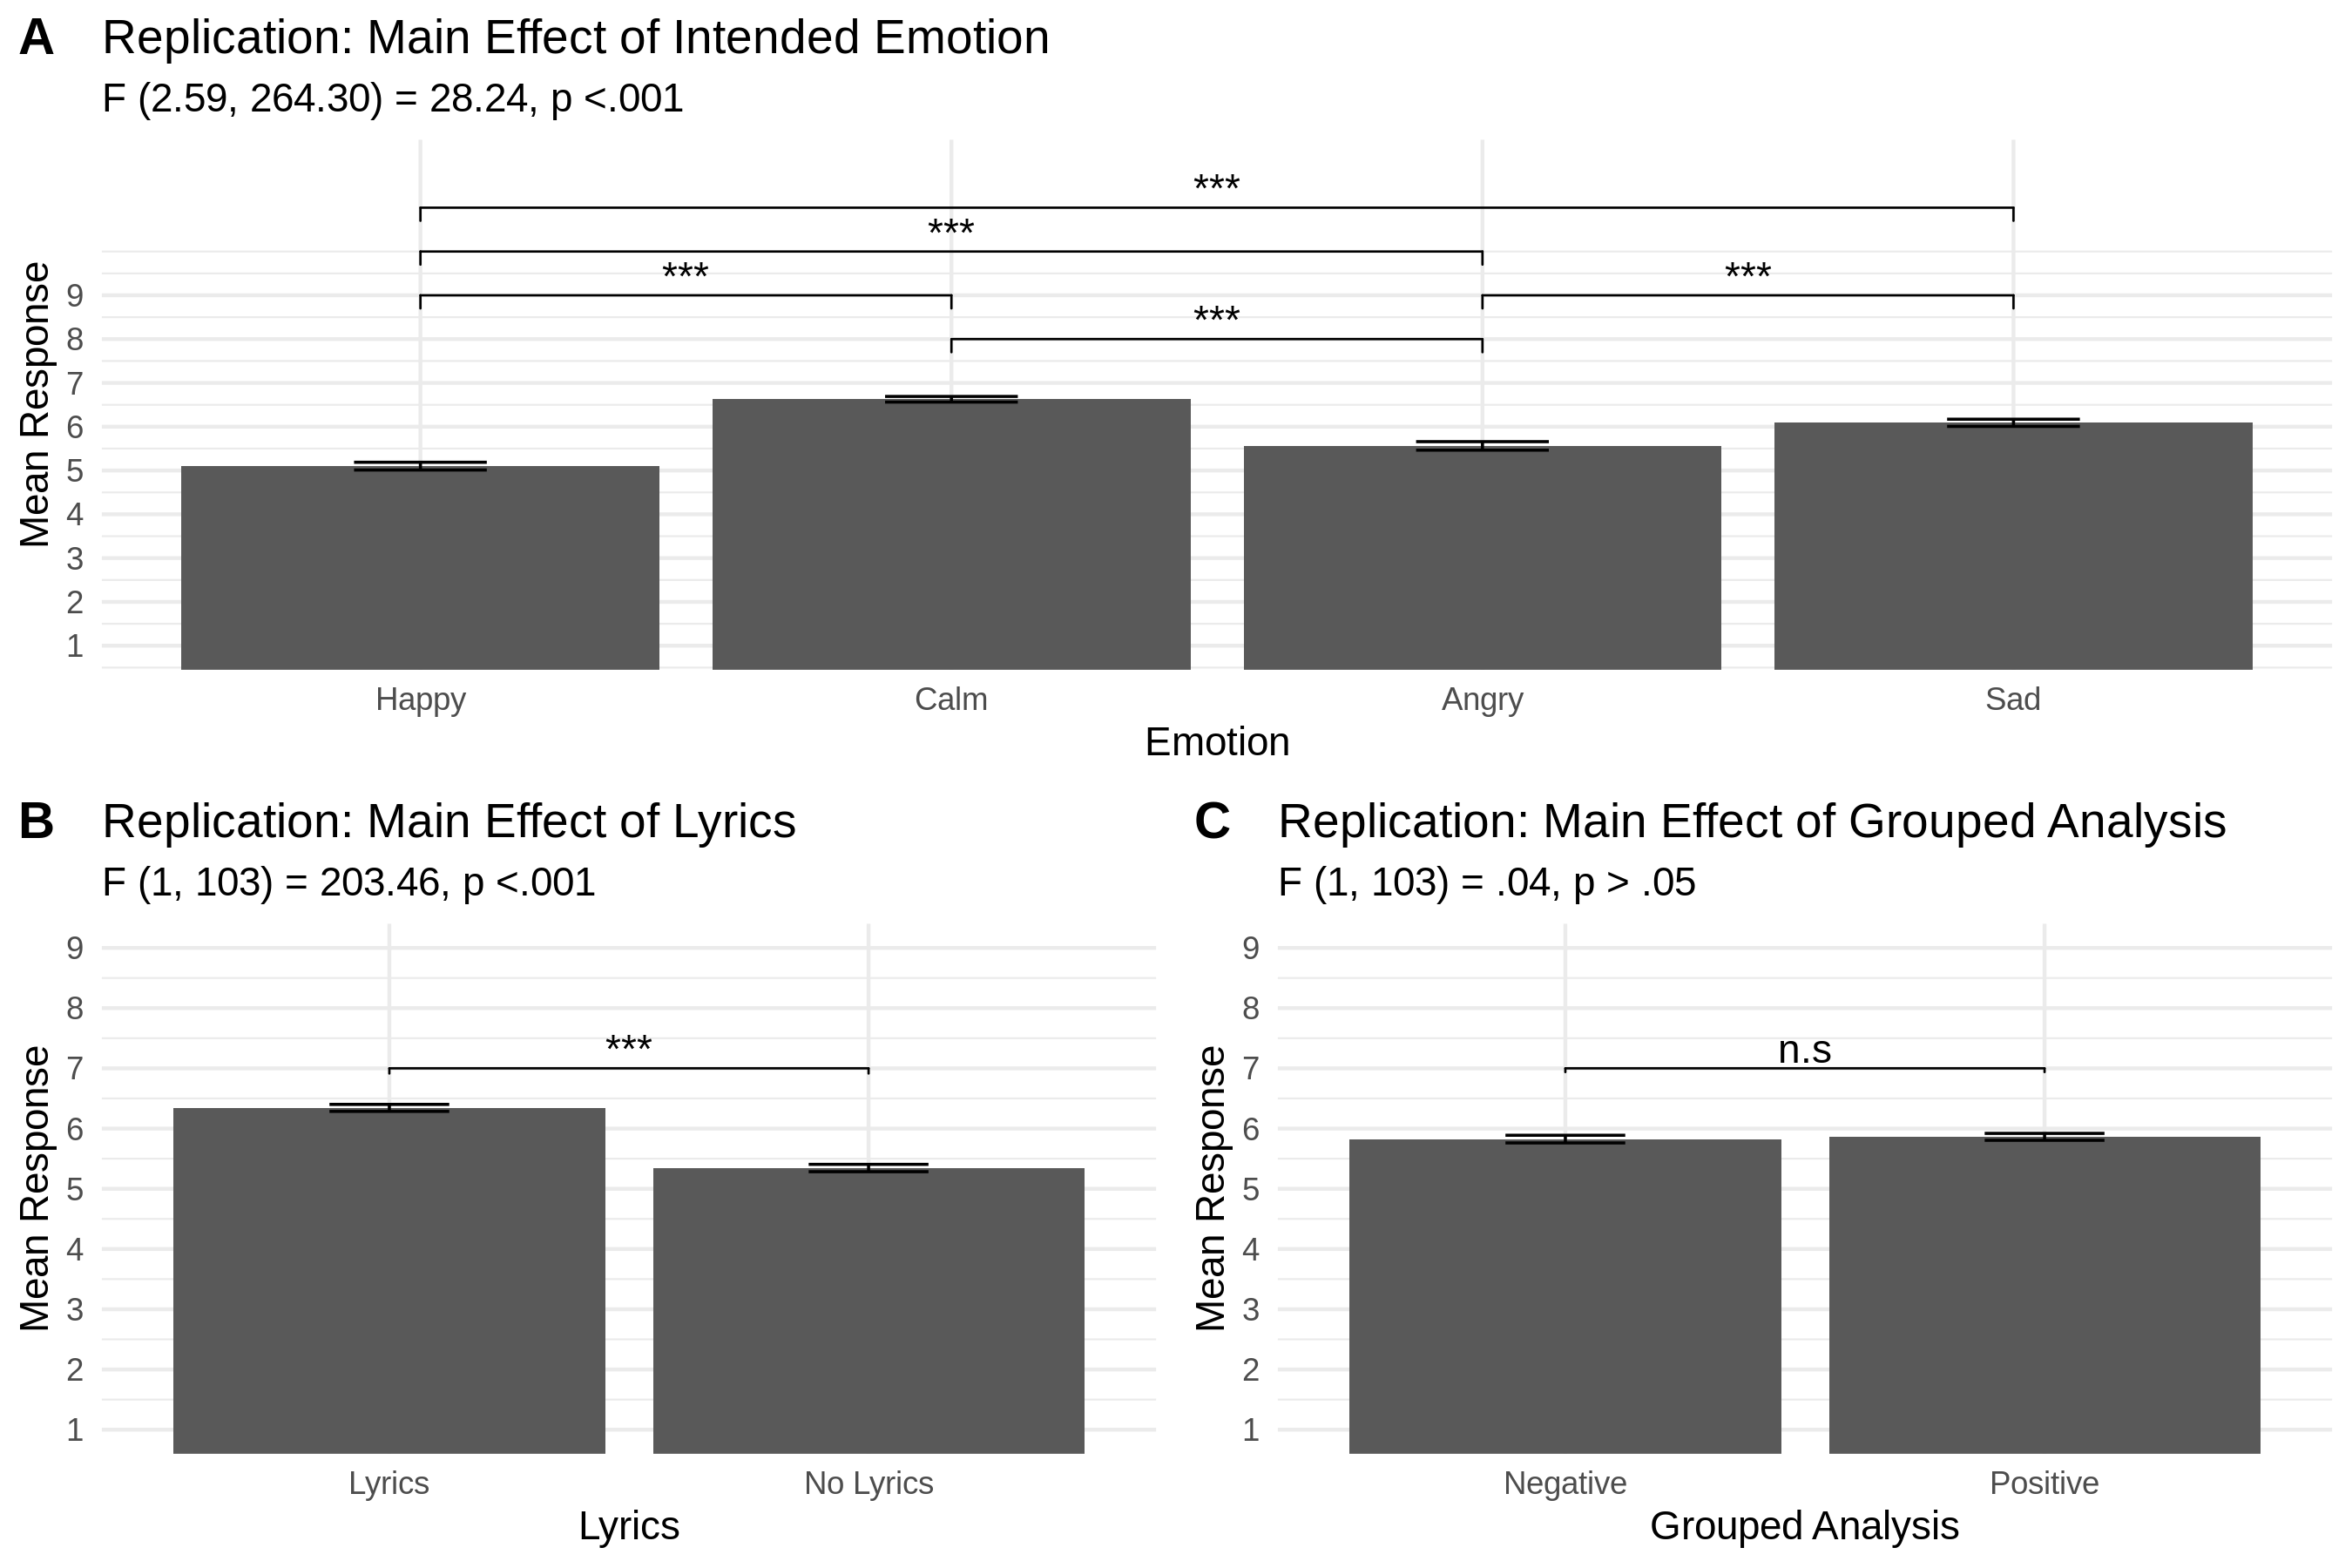 A Replication: Main Effect of Intended Emotion
F (2.59, 264.30) = 28.24, p <.001
***
***
***
***
***
Mean Response
9
8
7
6
5
4
3
2
1
Happy Calm Angry Sad
Emotion
B Replication: Main Effect of Lyrics
F (1, 103) = 203.46, p <.001
***
Mean Response
9
8
7
6
5
4
3
2
1
Lyrics No Lyrics
Lyrics
C Replication: Main Effect of Grouped Analysis
F (1, 103) = .04, p > .05
n.s
Mean Response
9
8
7
6
5
4
3
2
1
Negative Positive
Grouped Analysis